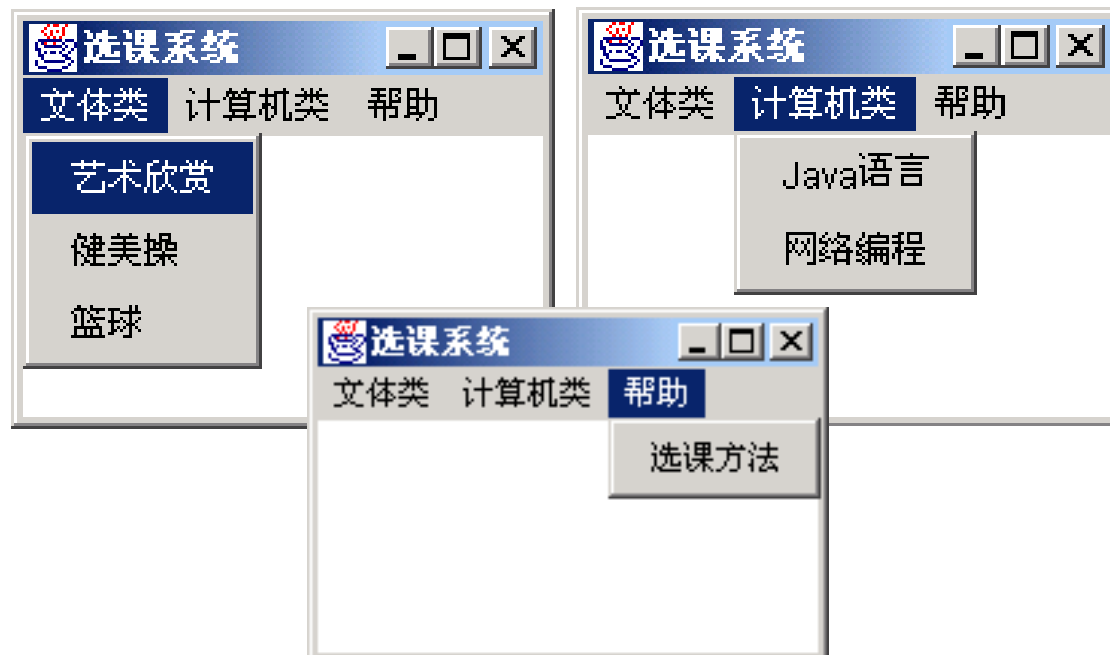 选课系统
文体类 计算机类 帮助
艺术欣赏
健美操
篮球
选课系统
文体类 计算机类 帮助
Java语言
网络编程
选课系统
文体类 计算机类 帮助
选课方法